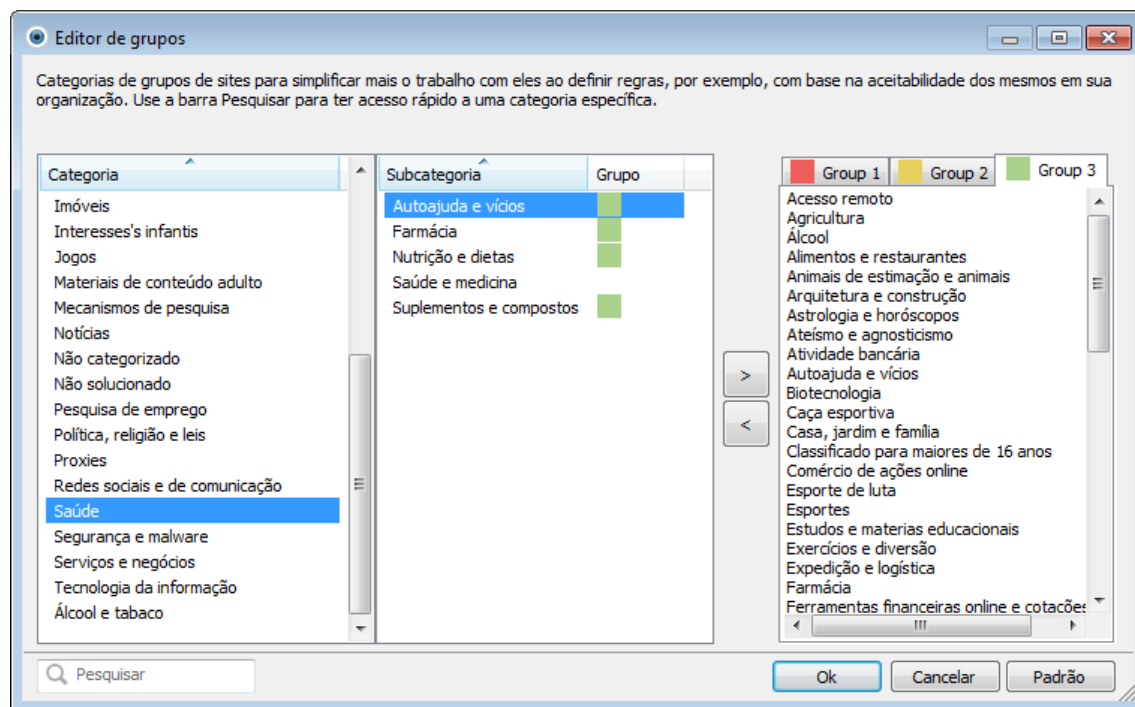 Editor de grupos
Categorias de grupos de sites para simplificar mais o trabalho com eles ao definir regras, por exemplo, com base na aceitabilidade dos mesmos em sua
organização. Use a barra Pesquisar para ter acesso rápido a uma categoria específica.
Categoria
Imóveis
Interesses's infantis
Jogos
Materiais de conteúdo adulto
Mecanismos de pesquisa
Notícias
Não categorizado
Não solucionado
Pesquisa de emprego
Política, religião e leis
Proxies
Redes sociais e de comunicação
Saúde
Segurança e malware
Serviços e negócios
Tecnologia da informação
Álcool e tabaco
Subcategoria Grupo
Autoajuda e vícios
Farmácia
Nutrição e dietas
Saúde e medicina
Suplementos e compostos
>
<
Group 1 Group 2 Group 3
Acesso remoto
Agricultura
Álcool
Alimentos e restaurantes
Animais de estimação e animais
Arquitetura e construção
Astrologia e horóscopos
Ateísmo e agnosticismo
Atividade bancária
Autoajuda e vícios
Biotecnologia
Caça esportiva
Casa, jardim e família
Classificado para maiores de 16 anos
Comércio de ações online
Esporte de luta
Esportes
Estudos e materias educacionais
Exercícios e diversão
Expedição e logística
Farmácia
Ferramentas financeiras online e cotações
Pesquisar
Ok Cancelar Padrão